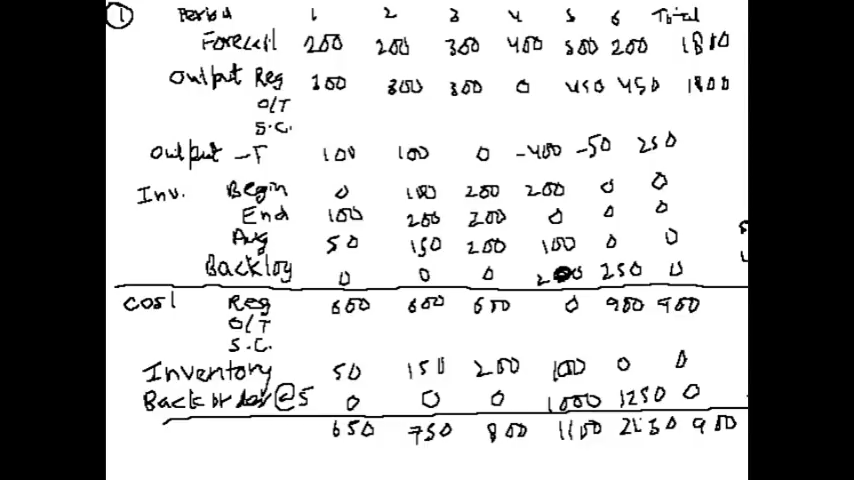 ① Period 1 2 3 4 5 6 Total
Forecast 200 200 300 400 500 200 1800
Output Reg 300 300 300 0 450 450 1800
O/T
S.C.
Output - F 100 100 0 -400 -50 250
Inv. Begin 0 100 200 200 0 0
End 100 200 200 0 0 0
Avg 50 150 200 100 0 0
Backlog 0 0 0 200 250 0
Cost Reg 600 600 600 0 900 900
O/T
S.C.
Inventory 50 150 200 100 0 0
Back order @ 5 0 0 0 1000 1250 0
650 750 800 1100 2150 900